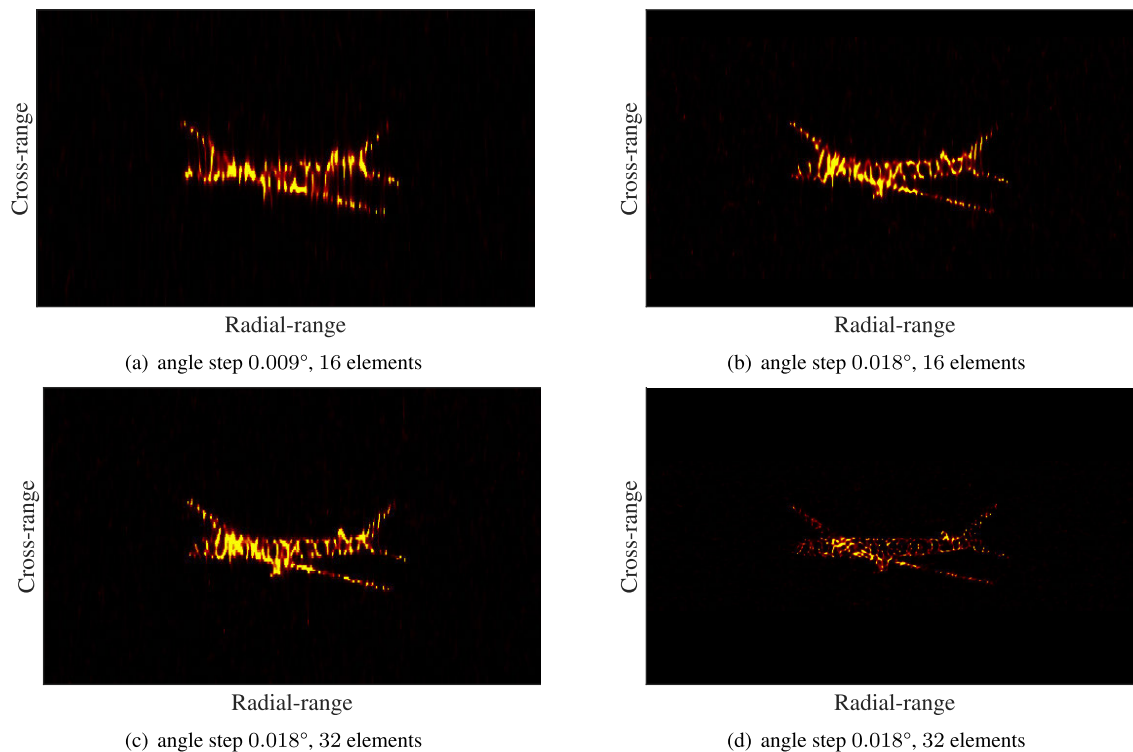 Cross-range
Radial-range
(a) angle step 0.009°, 16 elements
Cross-range
Radial-range
(b) angle step 0.018°, 16 elements
Cross-range
Radial-range
(c) angle step 0.018°, 32 elements
Cross-range
Radial-range
(d) angle step 0.018°, 32 elements